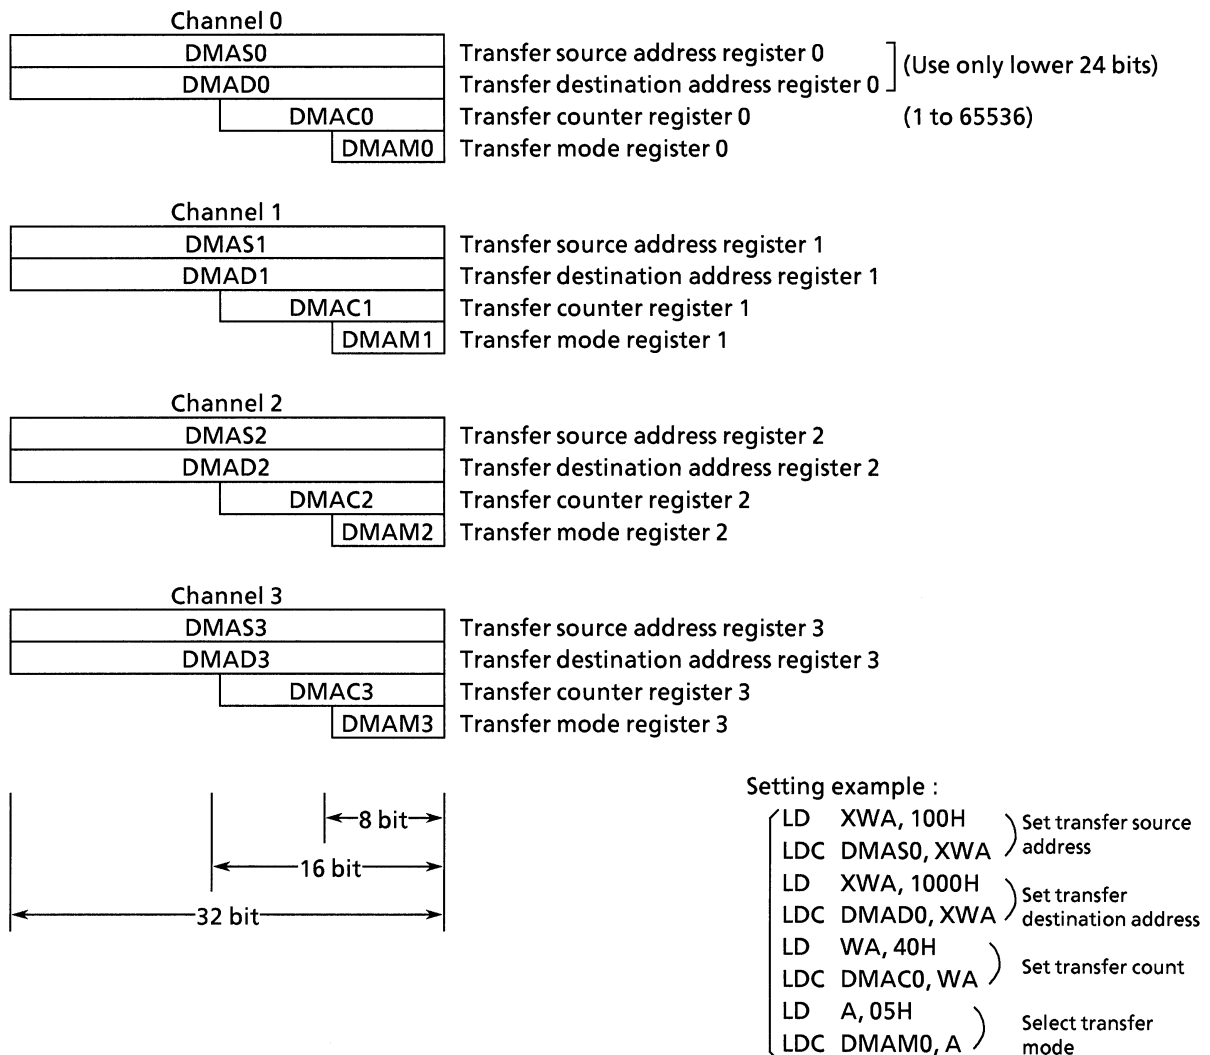 Channel 0
DMAS0 Transfer source address register 0
(Use only lower 24 bits)
DMAD0 Transfer destination address register 0
DMAC0 Transfer counter register 0 (1 to 65536)
DMAM0 Transfer mode register 0
Channel 1
DMAS1 Transfer source address register 1
DMAD1 Transfer destination address register 1
DMAC1 Transfer counter register 1
DMAM1 Transfer mode register 1
Channel 2
DMAS2 Transfer source address register 2
DMAD2 Transfer destination address register 2
DMAC2 Transfer counter register 2
DMAM2 Transfer mode register 2
Channel 3
DMAS3 Transfer source address register 3
DMAD3 Transfer destination address register 3
DMAC3 Transfer counter register 3
DMAM3 Transfer mode register 3
8 bit
16 bit
32 bit
Setting example :
LD XWA, 100H
LDC DMAS0, XWA
Set transfer source
address
LD XWA, 1000H
LDC DMAD0, XWA
Set transfer
destination address
LD WA, 40H
LDC DMAC0, WA
Set transfer count
LD A, 05H
LDC DMAM0, A
Select transfer
mode